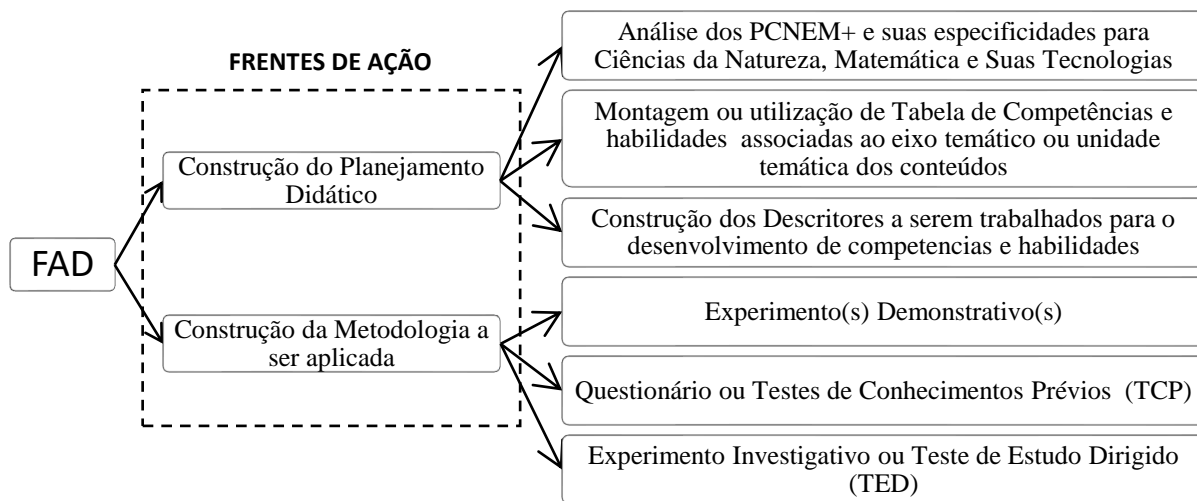 FRENTES DE AÇÃO
FAD
Construção do Planejamento
Didático
Construção da Metodologia a
ser aplicada
Análise dos PCNEM+ e suas especificidades para
Ciências da Natureza, Matemática e Suas Tecnologias
Montagem ou utilização de Tabela de Competências e
habilidades associadas ao eixo temático ou unidade
temática dos conteúdos
Construção dos Descritores a serem trabalhados para o
desenvolvimento de competencias e habilidades
Experimento(s) Demonstrativo(s)
Questionário ou Testes de Conhecimentos Prévios (TCP)
Experimento Investigativo ou Teste de Estudo Dirigido
(TED)